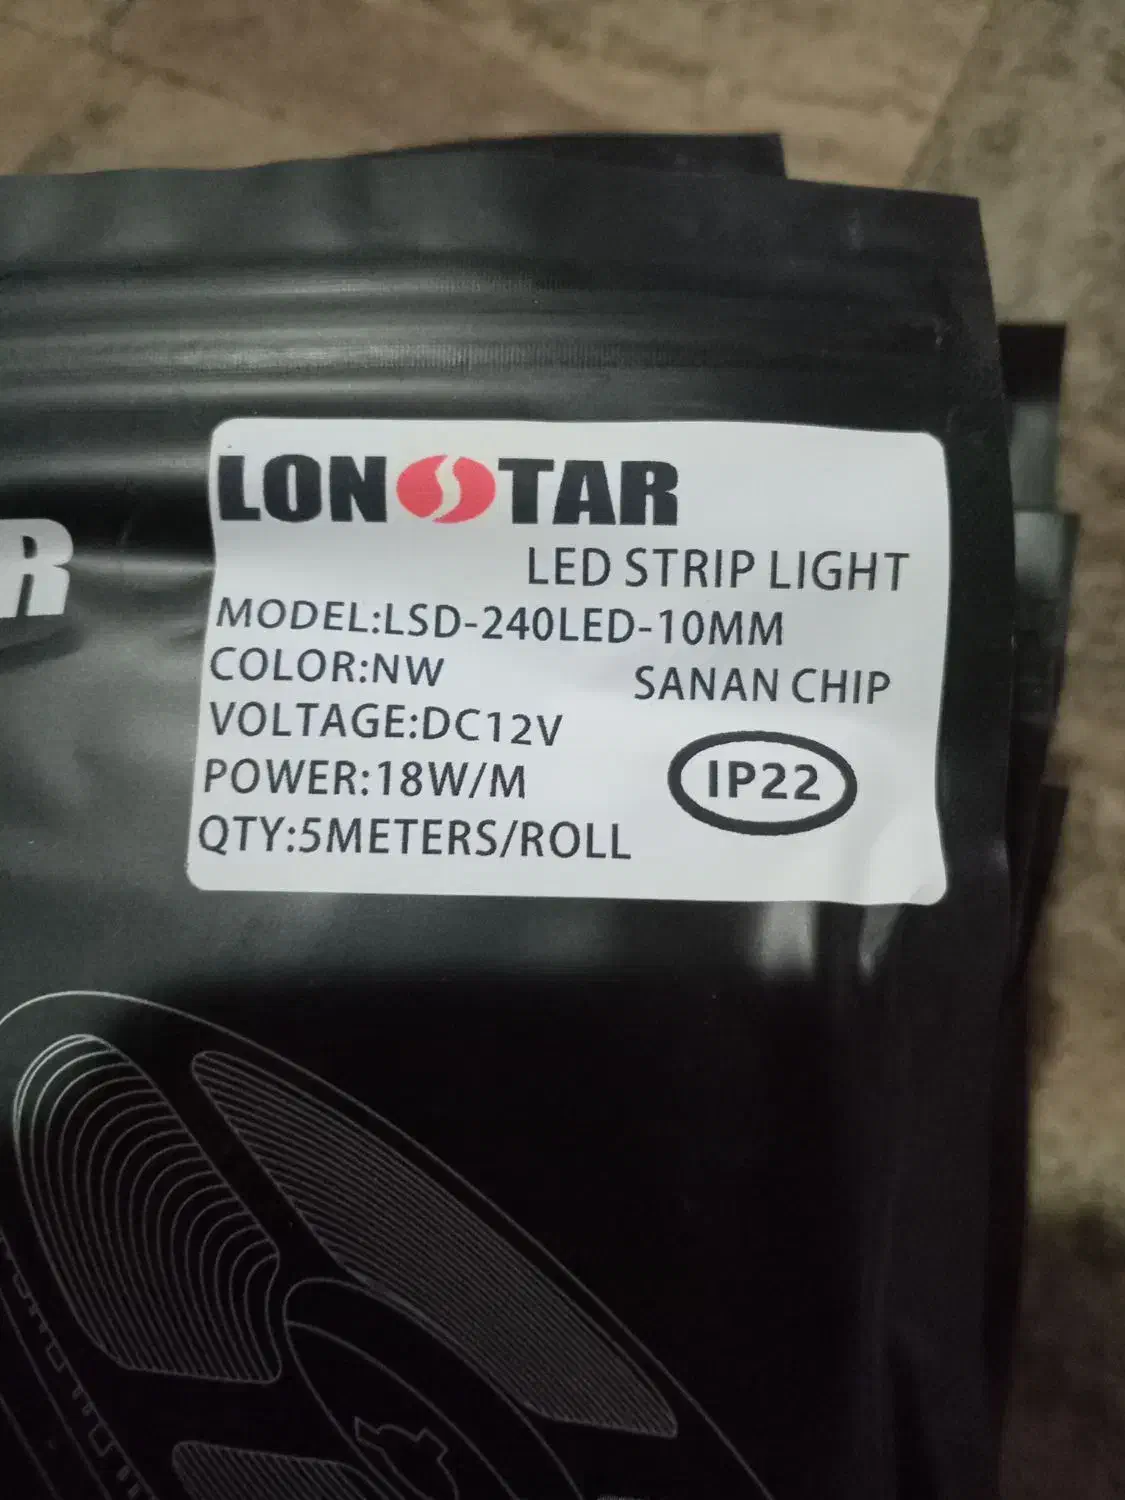 LONSTAR
LED STRIP LIGHT
MODEL:LSD-240LED-10MM
COLOR:NW
SANAN CHIP
VOLTAGE:DC12V
POWER:18W/M
IP22
QTY:5METERS/ROLL
R